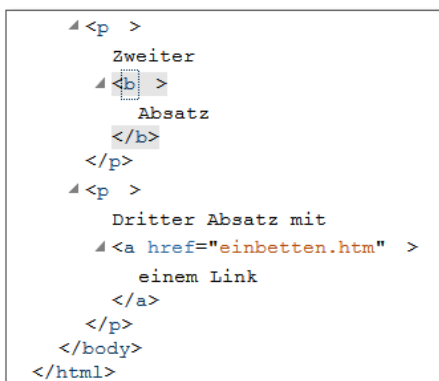 <p >
Zweiter
<b >
Absatz
</b>
</p>
<p >
Dritter Absatz mit
<a href="einbetten.htm" >
einem Link
</a>
</p>
</body>
</html>